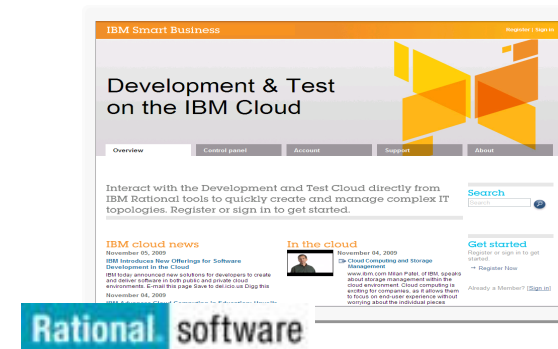 IBM Smart Business
Register | Sign in
Development & Test
on the IBM Cloud
Overview
Control panel
Account
Support
About
Interact with the Development and Test Cloud directly from
IBM Rational tools to quickly create and manage complex IT
topologies. Register or sign in to get started.
Search
Search
IBM cloud news
November 05, 2009
IBM Introduces New Offerings for Software
Development in the Cloud
IBM today announced new solutions for developers to create
and deliver software in both public and private cloud
environments. E-mail this page Save to del.icio.us Digg this
November 04, 2009
IBM Advances Cloud Computing in Education: Unveils
In the cloud
November 04, 2009
Cloud Computing and Storage
Management
www.ibm.com Milan Patel, of IBM, speaks
about storage management within the
cloud environment. Cloud computing is
exciting for companies, as it allows them
to focus on end-user experience without
worrying about the individual pieces
Get started
Register or sign in to get
started
→ Register Now
Already a Member? [Sign in]
Rational. software